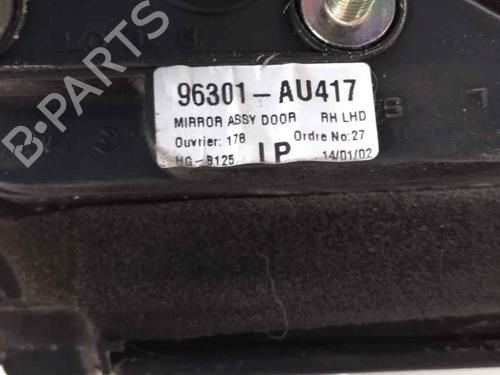 B-PARTS
96301-AU417
MIRROR ASSY DOOR RH LHD
Ouvrier: 178 Ordre No: 27
HG-B125 IP 14/01/02